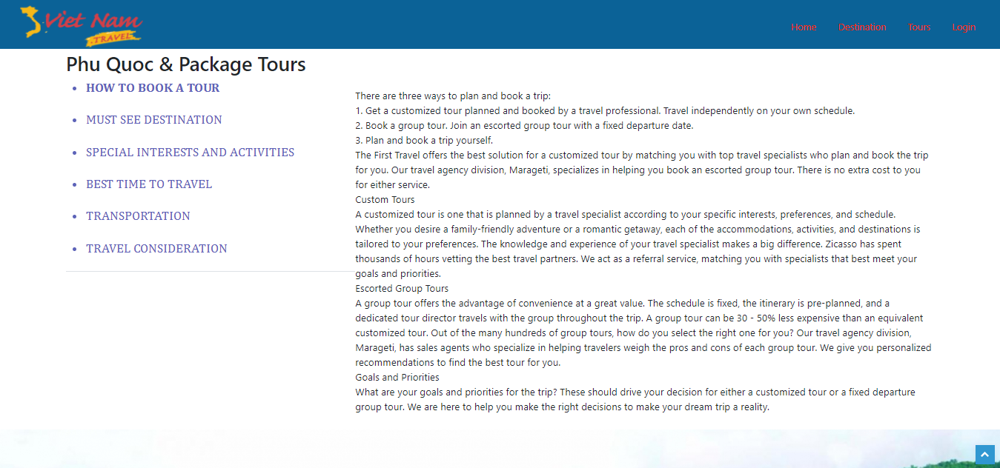 Viet Nam
TRAVEL
Home Destination Tours Login
Phu Quoc & Package Tours
HOW TO BOOK A TOUR
MUST SEE DESTINATION
SPECIAL INTERESTS AND ACTIVITIES
BEST TIME TO TRAVEL
TRANSPORTATION
TRAVEL CONSIDERATION
There are three ways to plan and book a trip:
1. Get a customized tour planned and booked by a travel professional. Travel independently on your own schedule.
2. Book a group tour. Join an escorted group tour with a fixed departure date.
3. Plan and book a trip yourself.
The First Travel offers the best solution for a customized tour by matching you with top travel specialists who plan and book the trip
for you. Our travel agency division, Marageti, specializes in helping you book an escorted group tour. There is no extra cost to you
for either service.
Custom Tours
A customized tour is one that is planned by a travel specialist according to your specific interests, preferences, and schedule.
Whether you desire a family-friendly adventure or a romantic getaway, each of the accommodations, activities, and destinations is
tailored to your preferences. The knowledge and experience of your travel specialist makes a big difference. Zicasso has spent
thousands of hours vetting the best travel partners. We act as a referral service, matching you with specialists that best meet your
goals and priorities.
Escorted Group Tours
A group tour offers the advantage of convenience at a great value. The schedule is fixed, the itinerary is pre-planned, and a
dedicated tour director travels with the group throughout the trip. A group tour can be 30 - 50% less expensive than an equivalent
customized tour. Out of the many hundreds of group tours, how do you select the right one for you? Our travel agency division,
Marageti, has sales agents who specialize in helping travelers weigh the pros and cons of each group tour. We give you personalized
recommendations to find the best tour for you.
Goals and Priorities
What are your goals and priorities for the trip? These should drive your decision for either a customized tour or a fixed departure
group tour. We are here to help you make the right decisions to make your dream trip a reality.